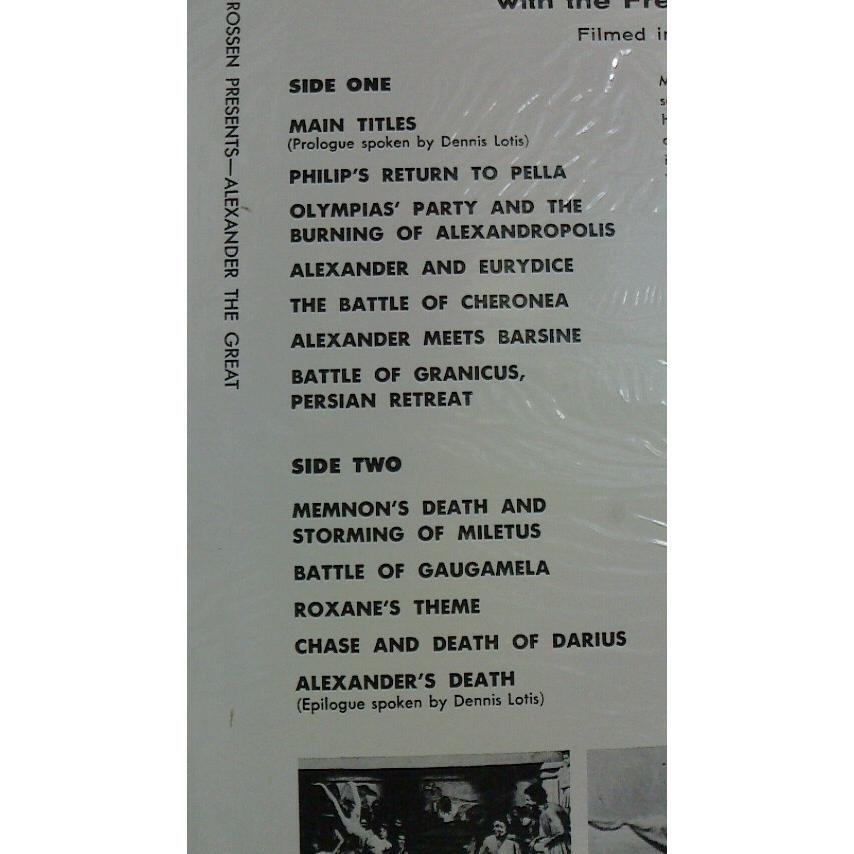 ROSSEN PRESENTS—ALEXANDER THE GREAT
with the
Filmed
SIDE ONE
MAIN TITLES
(Prologue spoken by Dennis Lotis)
PHILIP'S RETURN TO PELLA
OLYMPIAS' PARTY AND THE
BURNING OF ALEXANDROPOLIS
ALEXANDER AND EURYDICE
THE BATTLE OF CHERONEA
ALEXANDER MEETS BARSINE
BATTLE OF GRANICUS,
PERSIAN RETREAT
SIDE TWO
MEMNON'S DEATH AND
STORMING OF MILETUS
BATTLE OF GAUGAMELA
ROXANE'S THEME
CHASE AND DEATH OF DARIUS
ALEXANDER'S DEATH
(Epilogue spoken by Dennis Lotis)